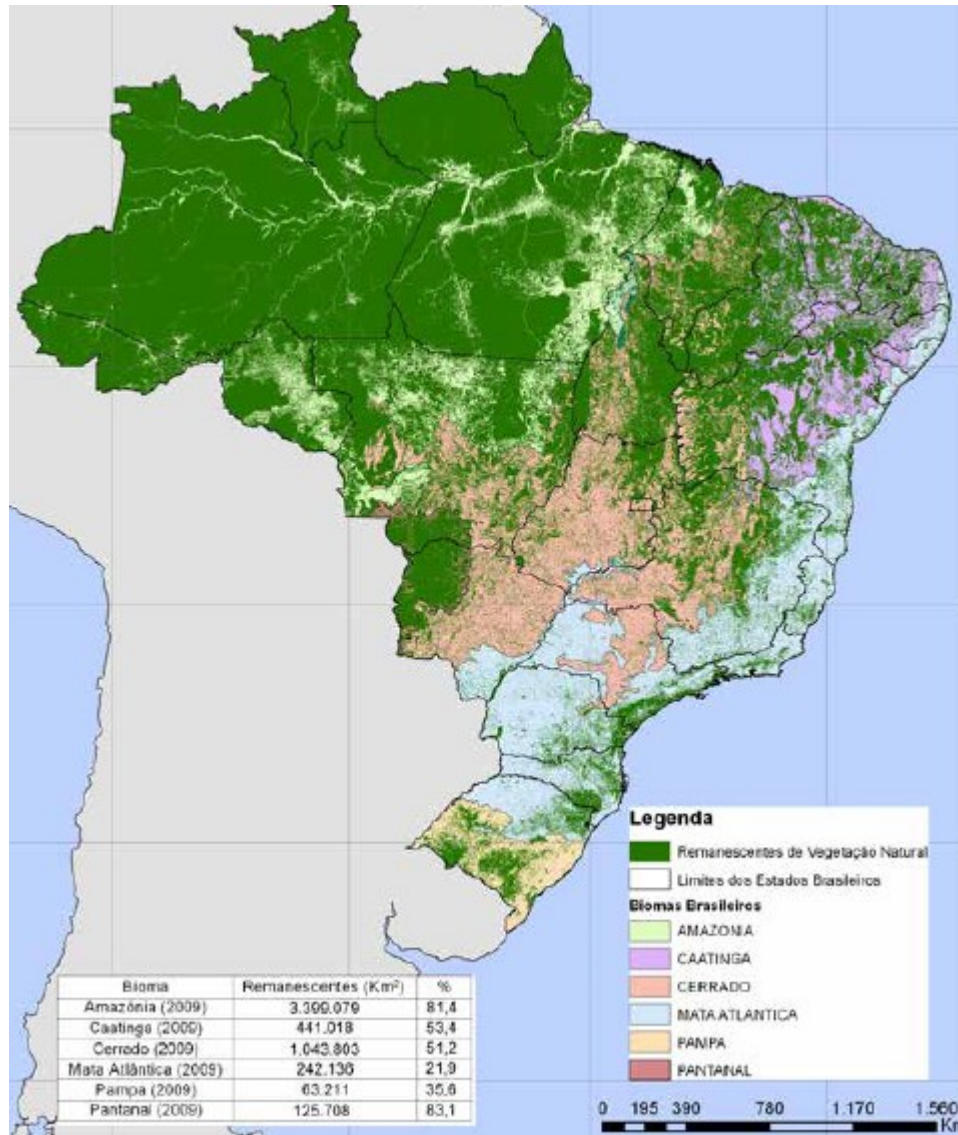 Legenda
Remanescentes de Vegetação Natural
Limites dos Estados Brasileiros
Biomas Brasileiros
AMAZONIA
CAATINGA
CERRADO
MATA ATLANTICA
PAMPA
PANTANAL
Bioma Remanescentes (Km²) %
Amazônia (2009) 3.399.079 81,4
Caatinga (2009) 441.018 53,4
Cerrado (2009) 1.043.803 51,2
Mata Atlântica (2009) 242.136 21,9
Pampa (2009) 63.211 35,6
Pantanal (2009) 125.708 83,1
0 195 390 780 1.170 1.560
Km